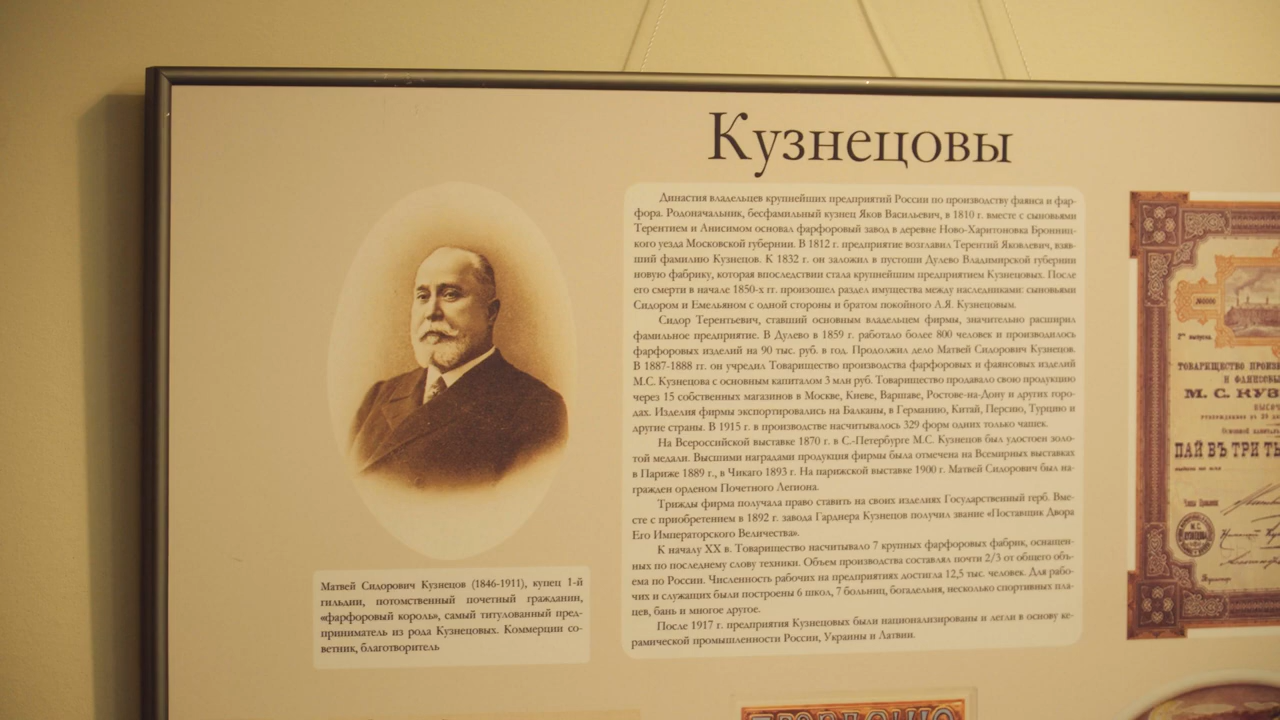 Кузнецовы
Династия владельцев крупнейших предприятий России по производству фаянса и фар-
фора. Родоначальник, бесфамильный кузнец Яков Васильевич, в 1810 г. вместе с сыновьями
Терентием и Анисимом основал фарфоровый завод в деревне Ново-Харитоновка Бронниц-
кого уезда Московской губернии. В 1812 г. предприятие возглавил Терентий Яковлевич, взяв-
ший фамилию Кузнецов. К 1832 г. он заложил в пустоши Дулево Владимирской губернии
новую фабрику, которая впоследствии стала крупнейшим предприятием Кузнецовых. После
его смерти в начале 1850-х гг. произошел раздел имущества между наследниками: сыновьями
Сидором и Емельяном с одной стороны и братом покойного А.Я. Кузнецовым.
Сидор Терентьевич, ставший основным владельцем фирмы, значительно расширил
фамильное предприятие. В Дулево в 1859 г. работало более 800 человек и производилось
фарфоровых изделий на 90 тыс. руб. в год. Продолжил дело Матвей Сидорович Кузнецов.
В 1887-1888 гг. он учредил Товарищество производства фарфоровых и фаянсовых изделий
М.С. Кузнецова с основным капиталом 3 млн руб. Товарищество продавало свою продукцию
через 15 собственных магазинов в Москве, Киеве, Варшаве, Ростове-на-Дону и других горо-
дах. Изделия фирмы экспортировались на Балканы, в Германию, Китай, Персию, Турцию и
другие страны. В 1915 г. в производстве насчитывалось 329 форм одних только чашек.
На Всероссийской выставке 1870 г. в С.-Петербурге М.С. Кузнецов был удостоен золо-
той медали. Высшими наградами продукция фирмы была отмечена на Всемирных выставках
в Париже 1889 г., в Чикаго 1893 г. На парижской выставке 1900 г. Матвей Сидорович был на-
гражден орденом Почетного Легиона.
Трижды фирма получала право ставить на своих изделиях Государственный герб. Вме-
сте с приобретением в 1892 г. завода Гарднера Кузнецов получил звание «Поставщик Двора
Его Императорского Величества».
К началу XX в. Товарищество насчитывало 7 крупных фарфоровых фабрик, оснащен-
ных по последнему слову техники. Объем производства составлял почти 2/3 от общего объ-
ема по России. Численность рабочих на предприятиях достигла 12,5 тыс. человек. Для рабо-
чих и служащих были построены 6 школ, 7 больниц, богадельня, несколько спортивных пла-
цев, бань и многое другое.
После 1917 г. предприятия Кузнецовых были национализированы и легли в основу ке-
рамической промышленности России, Украины и Латвии.
Матвей Сидорович Кузнецов (1846-1911), купец 1-й
гильдии, потомственный почетный гражданин,
«фарфоровый король», самый титулованный пред-
приниматель из рода Кузнецовых. Коммерции со-
ветник, благотворитель
№0006
ТОВАРИЩЕСТВО
И ФАЯНСОВЫ
М. С. КУЗ
ПАЙ ВЪ ТРИ ТЫ